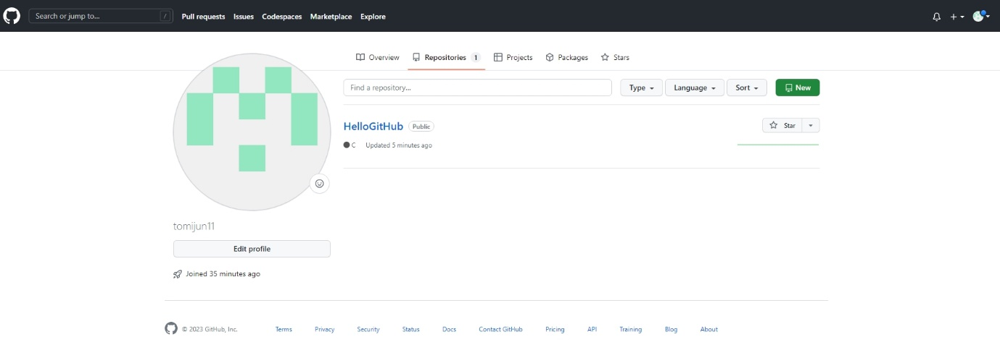 Search or jump to... /
Pull requests Issues Codespaces Marketplace Explore
Overview Repositories 1 Projects Packages Stars
Find a repository... Type Language Sort New
HelloGitHub Public Star
C Updated 5 minutes ago
tomijun11
Edit profile
Joined 35 minutes ago
© 2023 GitHub, Inc. Terms Privacy Security Status Docs Contact GitHub Pricing API Training Blog About